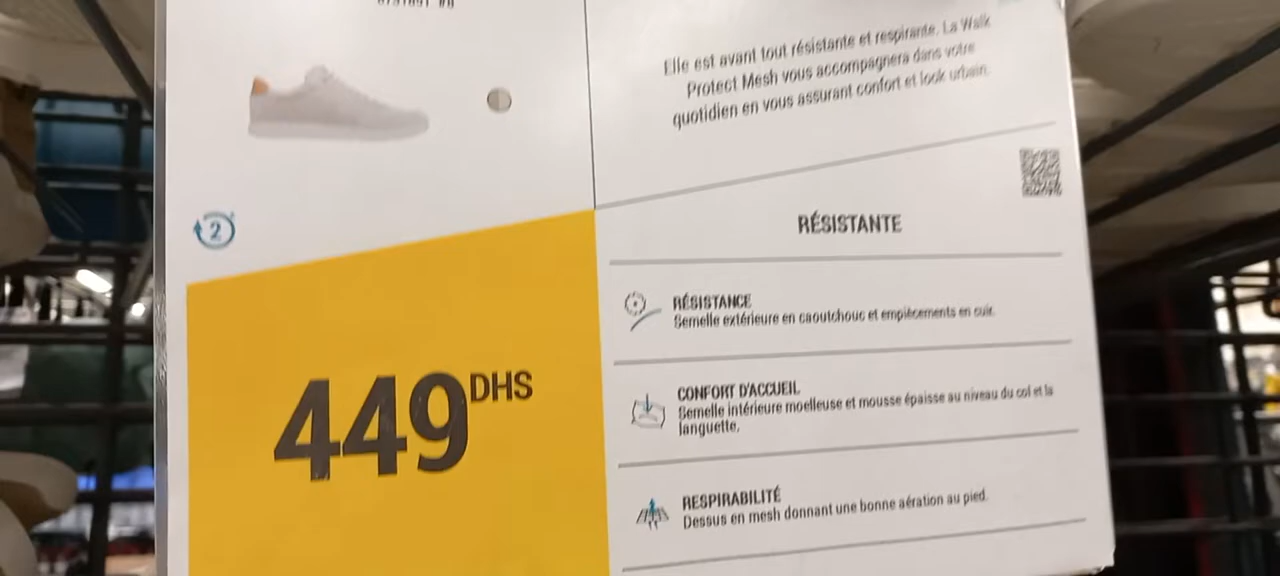 Elle est avant tout résistante et respirante. La Walk
Protect Mesh vous accompagnera dans votre
quotidien en vous assurant confort et look urbain.
2
RÉSISTANTE
449 DHS
RÉSISTANCE
Semelle extérieure en caoutchouc et empiècements en cuir.
CONFORT D'ACCUEIL
Semelle intérieure moelleuse et mousse épaisse au niveau du col et la
languette.
RESPIRABILITÉ
Dessus en mesh donnant une bonne aération au pied.